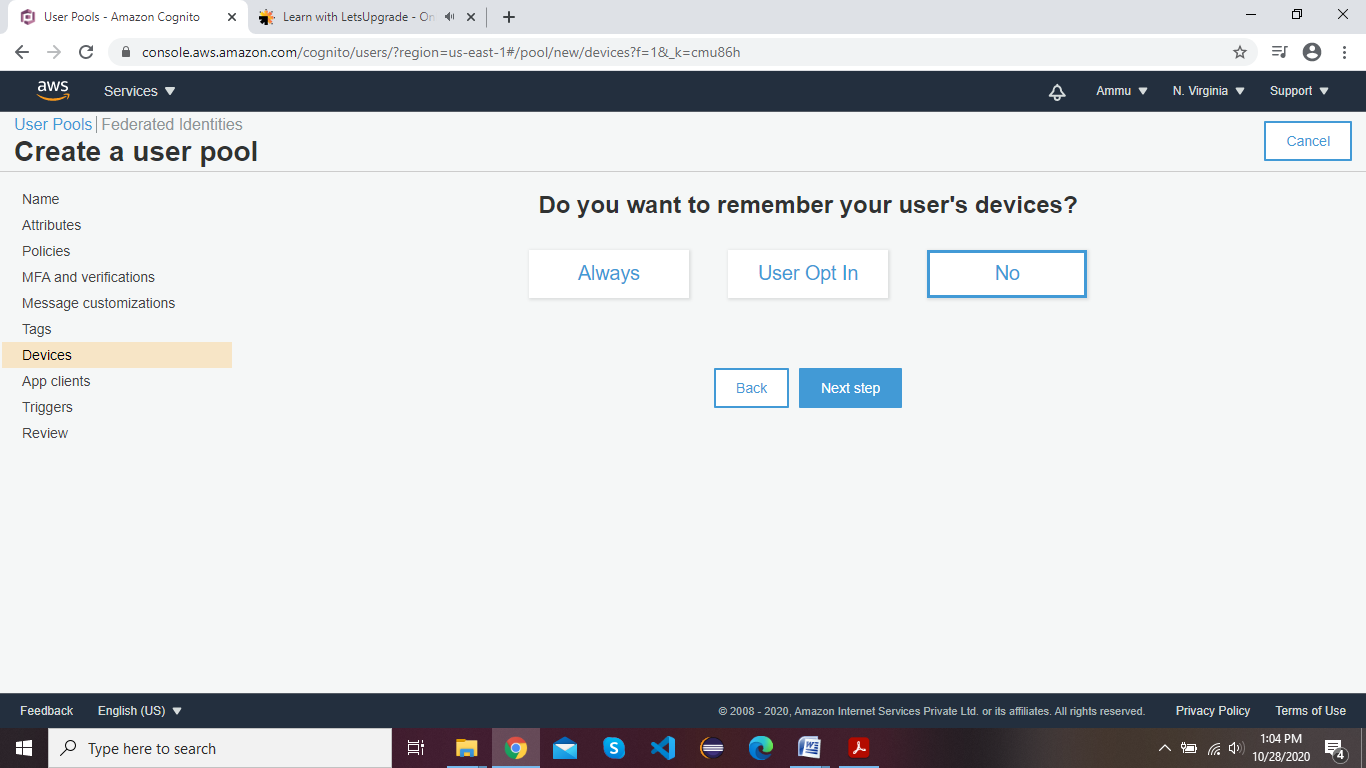 User Pools - Amazon Cognito
Learn with LetsUpgrade - On
console.aws.amazon.com/cognito/users/?region=us-east-1#/pool/new/devices?f=1&_k=cmu86h
aws Services Ammu N. Virginia Support
User Pools | Federated Identities
Create a user pool
Cancel
Name
Attributes
Policies
MFA and verifications
Message customizations
Tags
Devices
App clients
Triggers
Review
Do you want to remember your user's devices?
Always User Opt In No
Back Next step
Feedback English (US) © 2008 - 2020, Amazon Internet Services Private Ltd. or its affiliates. All rights reserved. Privacy Policy Terms of Use
Type here to search
1:04 PM
10/28/2020
4